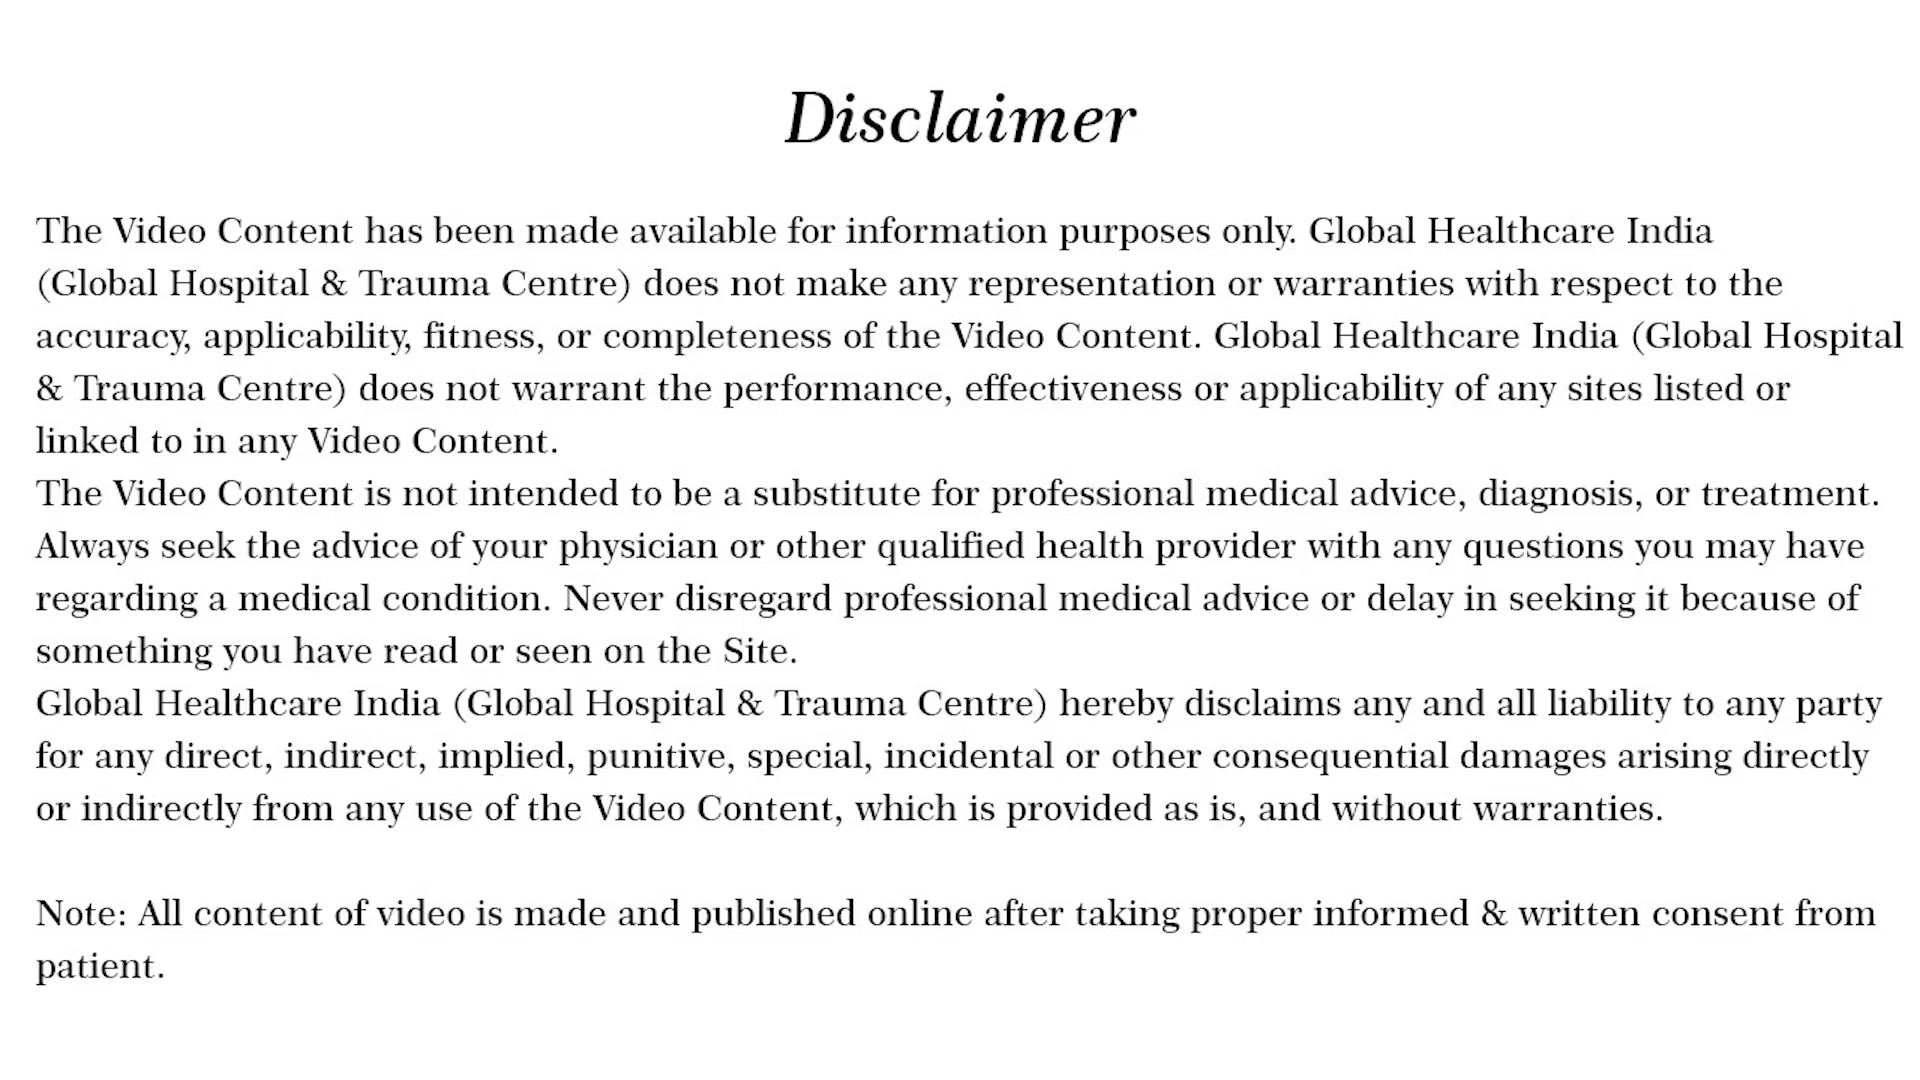 Disclaimer
The Video Content has been made available for information purposes only. Global Healthcare India
(Global Hospital & Trauma Centre) does not make any representation or warranties with respect to the
accuracy, applicability, fitness, or completeness of the Video Content. Global Healthcare India (Global Hospital
& Trauma Centre) does not warrant the performance, effectiveness or applicability of any sites listed or
linked to in any Video Content.
The Video Content is not intended to be a substitute for professional medical advice, diagnosis, or treatment.
Always seek the advice of your physician or other qualified health provider with any questions you may have
regarding a medical condition. Never disregard professional medical advice or delay in seeking it because of
something you have read or seen on the Site.
Global Healthcare India (Global Hospital & Trauma Centre) hereby disclaims any and all liability to any party
for any direct, indirect, implied, punitive, special, incidental or other consequential damages arising directly
or indirectly from any use of the Video Content, which is provided as is, and without warranties.
Note: All content of video is made and published online after taking proper informed & written consent from
patient.